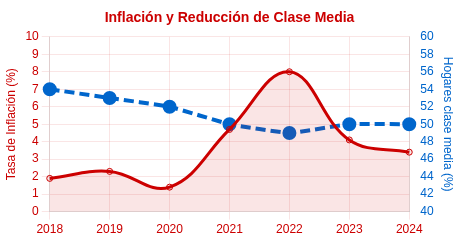 Inflación y Reducción de Clase Media
10 60
9 58
8 56
7 54
6 52
5 50
4 48
3 46
2 44
1 42
0 40
Tasa de Inflación (%)
Hogares clase media (%)
2018 2019 2020 2021 2022 2023 2024